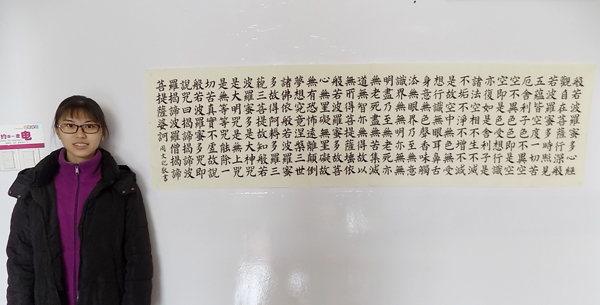 般若波羅蜜多心經
觀自在菩薩行深般
若波羅蜜多時照見
五蘊皆空度一切苦
厄舍利子色不異空
空不異色色即是空
空即是色受想行識
亦復如是舍利子是
諸法空相不生不滅
不垢不淨不增不減
是故空中無色無受
想行識無眼耳鼻舌
身意無色聲香味觸
法無眼界乃至無意
識界無無明亦無無
明盡乃至無老死亦
無老死盡無苦集滅
道無智亦無得以
無所得故菩提薩埵依
般若波羅蜜多故
心無罣礙無罣礙故
無有恐怖遠離顛倒
夢想究竟涅槃三世
諸佛依般若波羅蜜
多故得阿耨多羅三
藐三菩提故知般若
波羅蜜多是大神咒
是大明咒是無上咒
是無等等咒能除一
切苦真實不虛故說
般若波羅蜜多咒即
說咒曰揭諦揭諦波
羅揭諦波羅僧揭諦
菩提薩婆訶
电